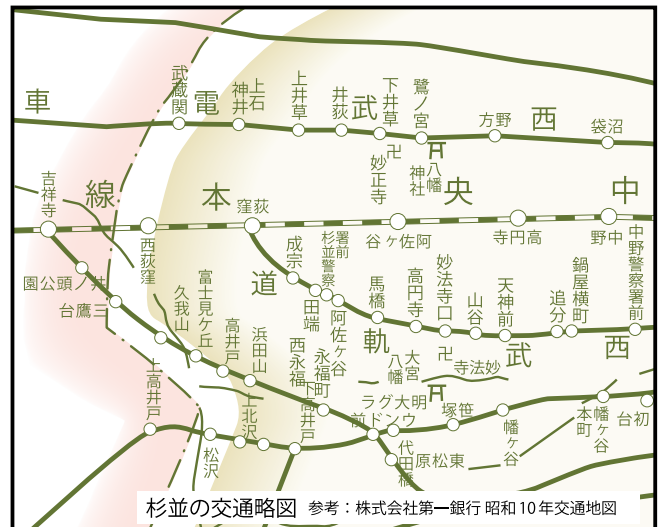 西武電車
武蔵関
上石
神井
上井草
井荻
下井草
鷺ノ宮
野方
沼袋
卍
妙正寺
八幡
神社
中央本線
吉祥寺
西荻窪
荻窪
阿佐ヶ谷
高円寺
中野
西武軌道
成宗
田端
杉並警察
署前
阿佐ヶ谷
馬橋
高円寺
妙法寺口
山谷
天神前
追分
鍋屋横町
中野警察署前
卍
妙法寺
大宮
八幡
井ノ頭公園
三鷹台
久我山
富士見ケ丘
高井戸
浜田山
西永福
永福町
明大グラ
ウンド前
上高井戸
松沢
上北沢
下高井戸
代田橋
松原東
笹塚
幡ヶ谷
幡ヶ谷
本町
初台
杉並の交通略図
参考：株式会社第一銀行 昭和10年交通地図